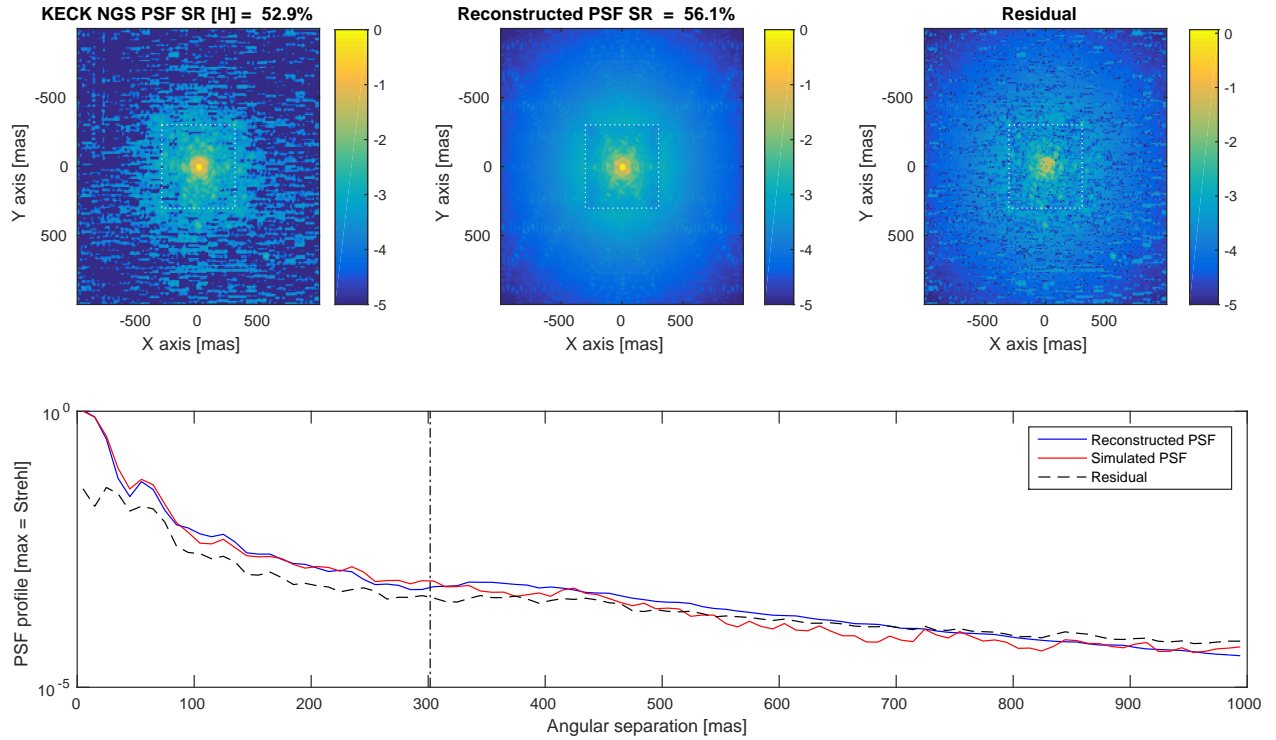 KECK NGS PSF SR [H] = 52.9%
Reconstructed PSF SR = 56.1%
Residual
-500
0
500
Y axis [mas]
-500 0 500
X axis [mas]
0
-1
-2
-3
-4
-5
-500
0
500
Y axis [mas]
-500 0 500
X axis [mas]
0
-1
-2
-3
-4
-5
-500
0
500
Y axis [mas]
-500 0 500
X axis [mas]
0
-1
-2
-3
-4
-5
PSF profile [max = Strehl]
10^0
10^-5
Reconstructed PSF
Simulated PSF
Residual
0 100 200 300 400 500 600 700 800 900 1000
Angular separation [mas]